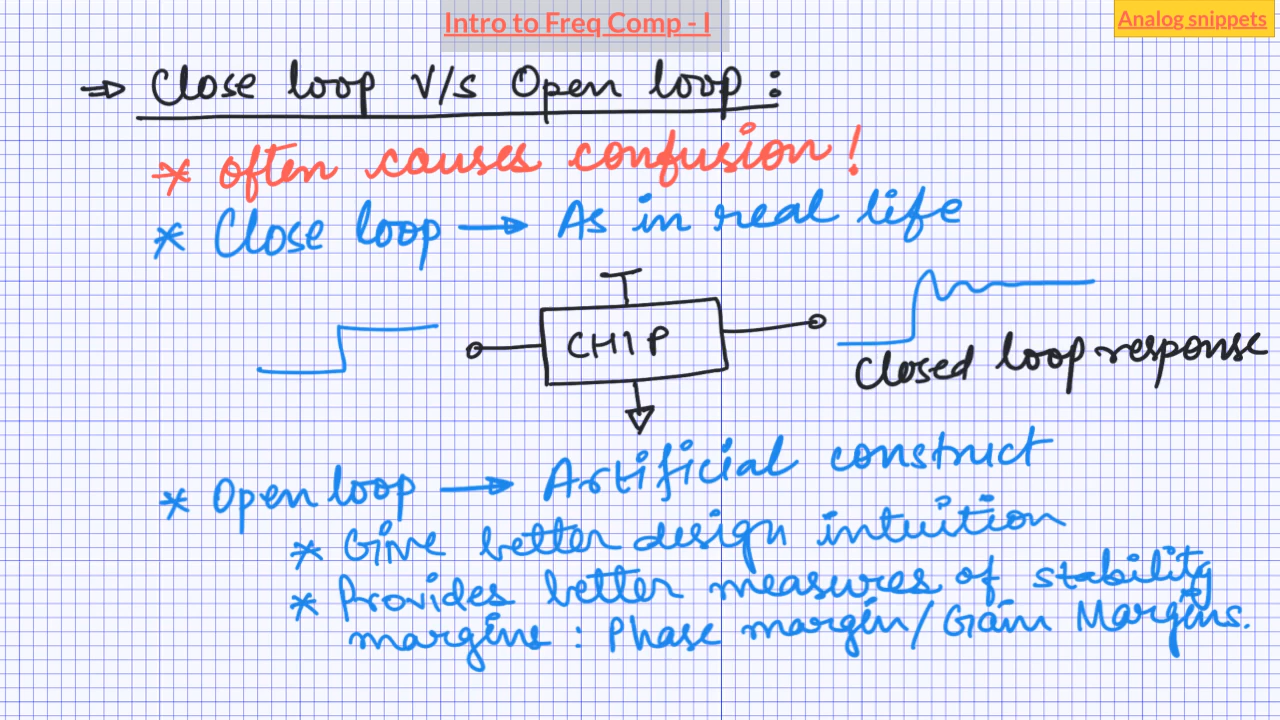 Intro to Freq Comp - I
Analog snippets
⇒ Close loop V/s Open loop :
* often causes confusion !
* Close loop → As in real life
CHIP
Closed loop response
* Open loop → Artificial construct
* Give better design intuition
* Provides better measures of stability
margins : Phase margin/Gain Margins.